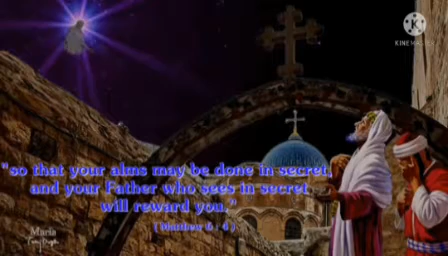 KINEMASTER
"so that your alms may be done in secret,
and your Father who sees in secret
will reward you."
( Matthew 6 : 4 )
Maria